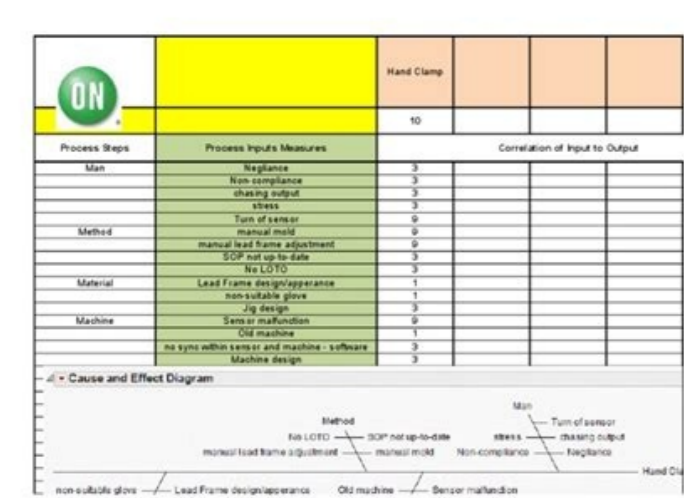 ON
Hand Clamp
10
Process Steps Process Inputs Measures Correlation of Input to Output
Man Negliance 3
Non-compliance 3
chasing output 3
stress 3
Turn of sensor 9
Method manual mold 9
manual lead frame adjustment 9
SOP not up-to-date 3
No LOTO 3
Material Lead Frame design/apperance 1
non-suitable glove 1
Jig design 3
Machine Sensor malfunction 9
Old machine 1
no sync within sensor and machine - software 3
Machine design 3
Cause and Effect Diagram
Man
Method Turn of sensor
No LOTO SOP not up-to-date stress chasing output
manual lead frame adjustment manual mold Non-compliance Negliance
Hand Cla
non-suitable glove Lead Frame design/apperance Old machine Sensor malfunction